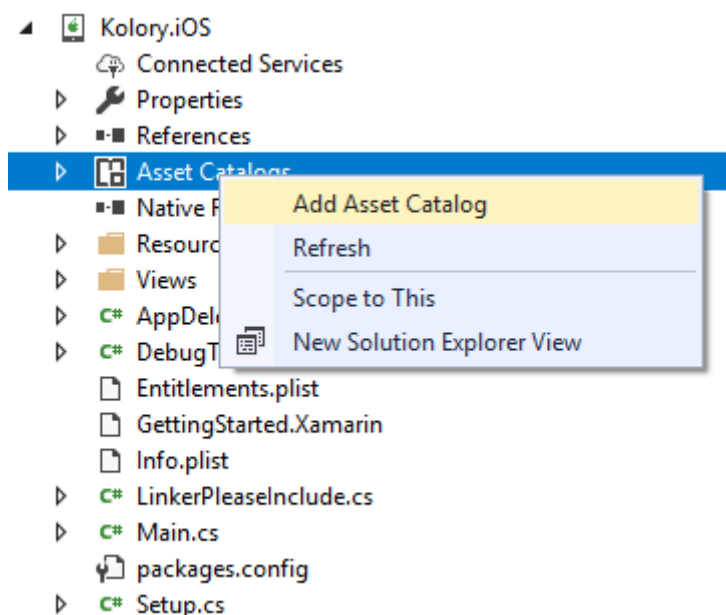 Kolory.iOS
Connected Services
Properties
References
Asset Catalogs
Add Asset Catalog
Native
Refresh
Scope to This
Views
New Solution Explorer View
C#
C#
Entitlements.plist
GettingStarted.Xamarin
Info.plist
C# LinkerPleaseInclude.cs
C# Main.cs
packages.config
C# Setup.cs